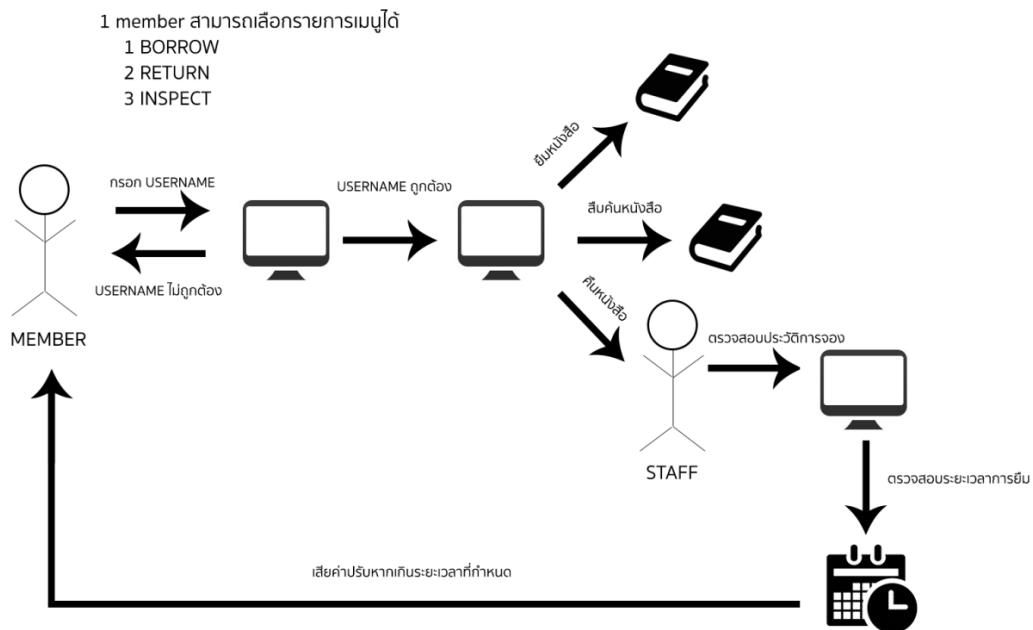 1 member สามารถเลือกรายการเมนูได้
1 BORROW
2 RETURN
3 INSPECT
ยืมหนังสือ
กรอก USERNAME
USERNAME ถูกต้อง
สืบค้นหนังสือ
USERNAME ไม่ถูกต้อง
คืนหนังสือ
MEMBER
ตรวจสอบประวัติการจอง
STAFF
ตรวจสอบระยะเวลาการยืม
เสียค่าปรับหากเกินระยะเวลาที่กำหนด